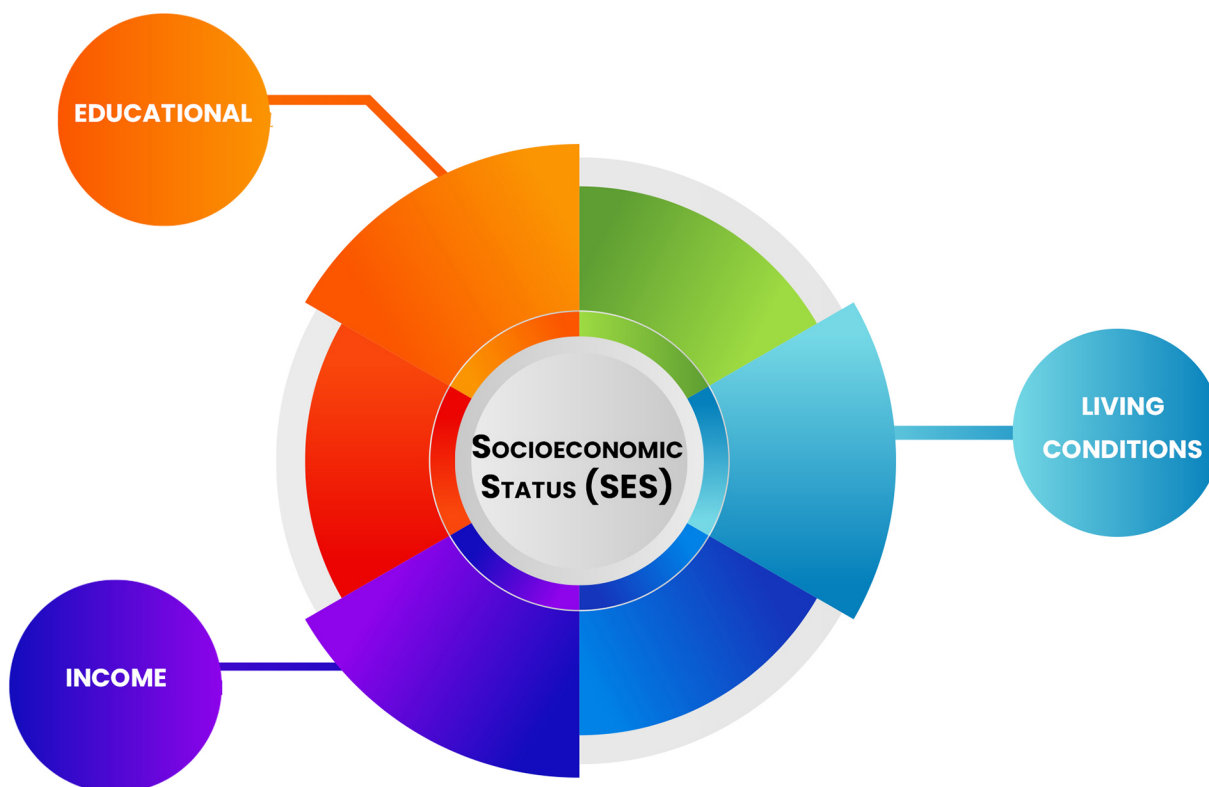 EDUCATIONAL
SOCIOECONOMIC
STATUS (SES)
LIVING
CONDITIONS
INCOME